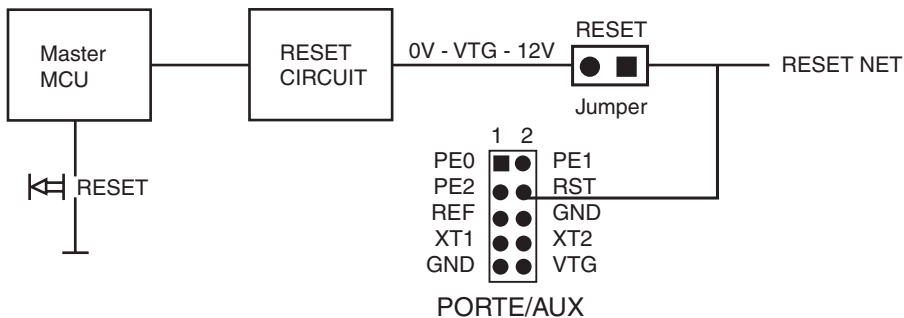 Master
MCU
RESET
CIRCUIT
0V - VTG - 12V
RESET
Jumper
RESET NET
RESET
1 2
PE0 PE1
PE2 RST
REF GND
XT1 XT2
GND VTG
PORTE/AUX